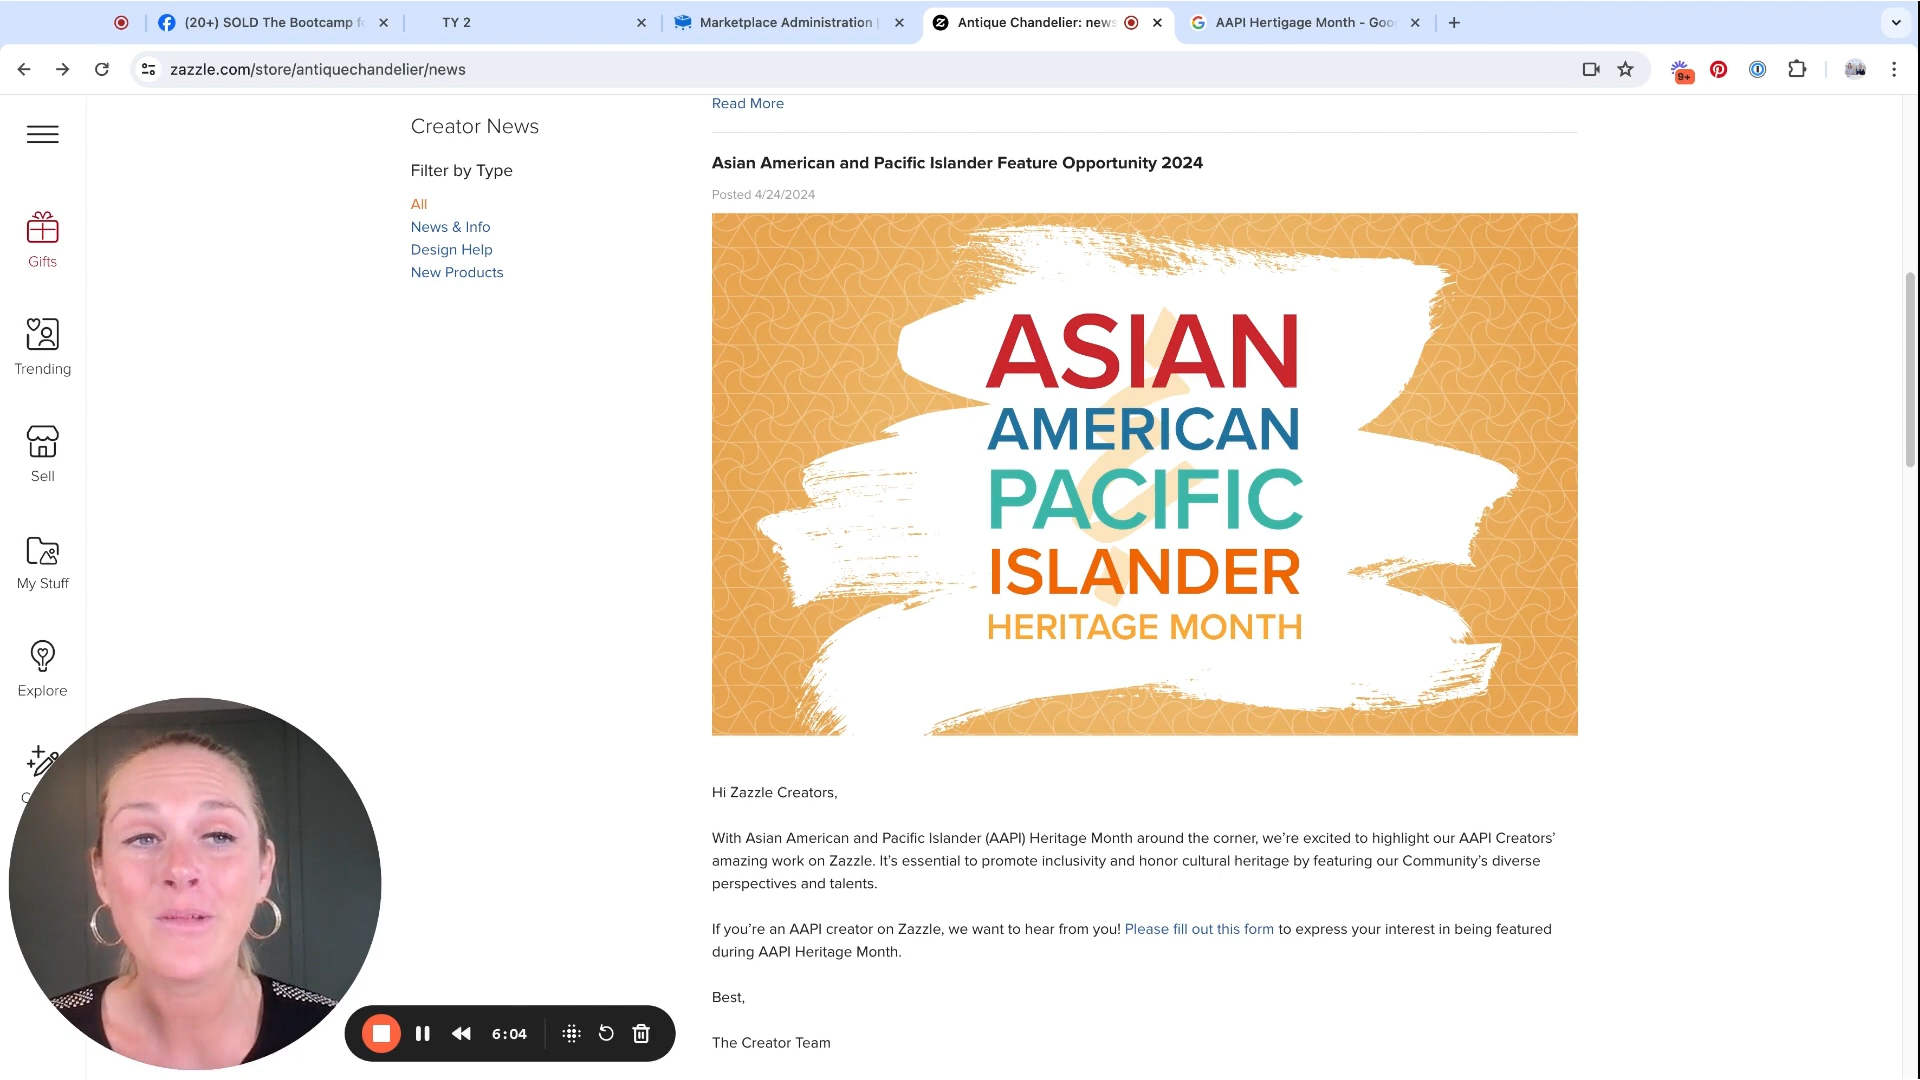 (20+) SOLD The Bootcamp f
TY 2
Marketplace Administration
Antique Chandelier: news
AAPI Hertigage Month - Goo
zazzle.com/store/antiquechandelier/news
9+
Gifts
Trending
Sell
My Stuff
Explore
Creator News
Filter by Type
All
News & Info
Design Help
New Products
Read More
Asian American and Pacific Islander Feature Opportunity 2024
Posted 4/24/2024
ASIAN
AMERICAN
PACIFIC
ISLANDER
HERITAGE MONTH
Hi Zazzle Creators,
With Asian American and Pacific Islander (AAPI) Heritage Month around the corner, we're excited to highlight our AAPI Creators'
amazing work on Zazzle. It's essential to promote inclusivity and honor cultural heritage by featuring our Community's diverse
perspectives and talents.
If you're an AAPI creator on Zazzle, we want to hear from you! Please fill out this form to express your interest in being featured
during AAPI Heritage Month.
Best,
The Creator Team
6:04